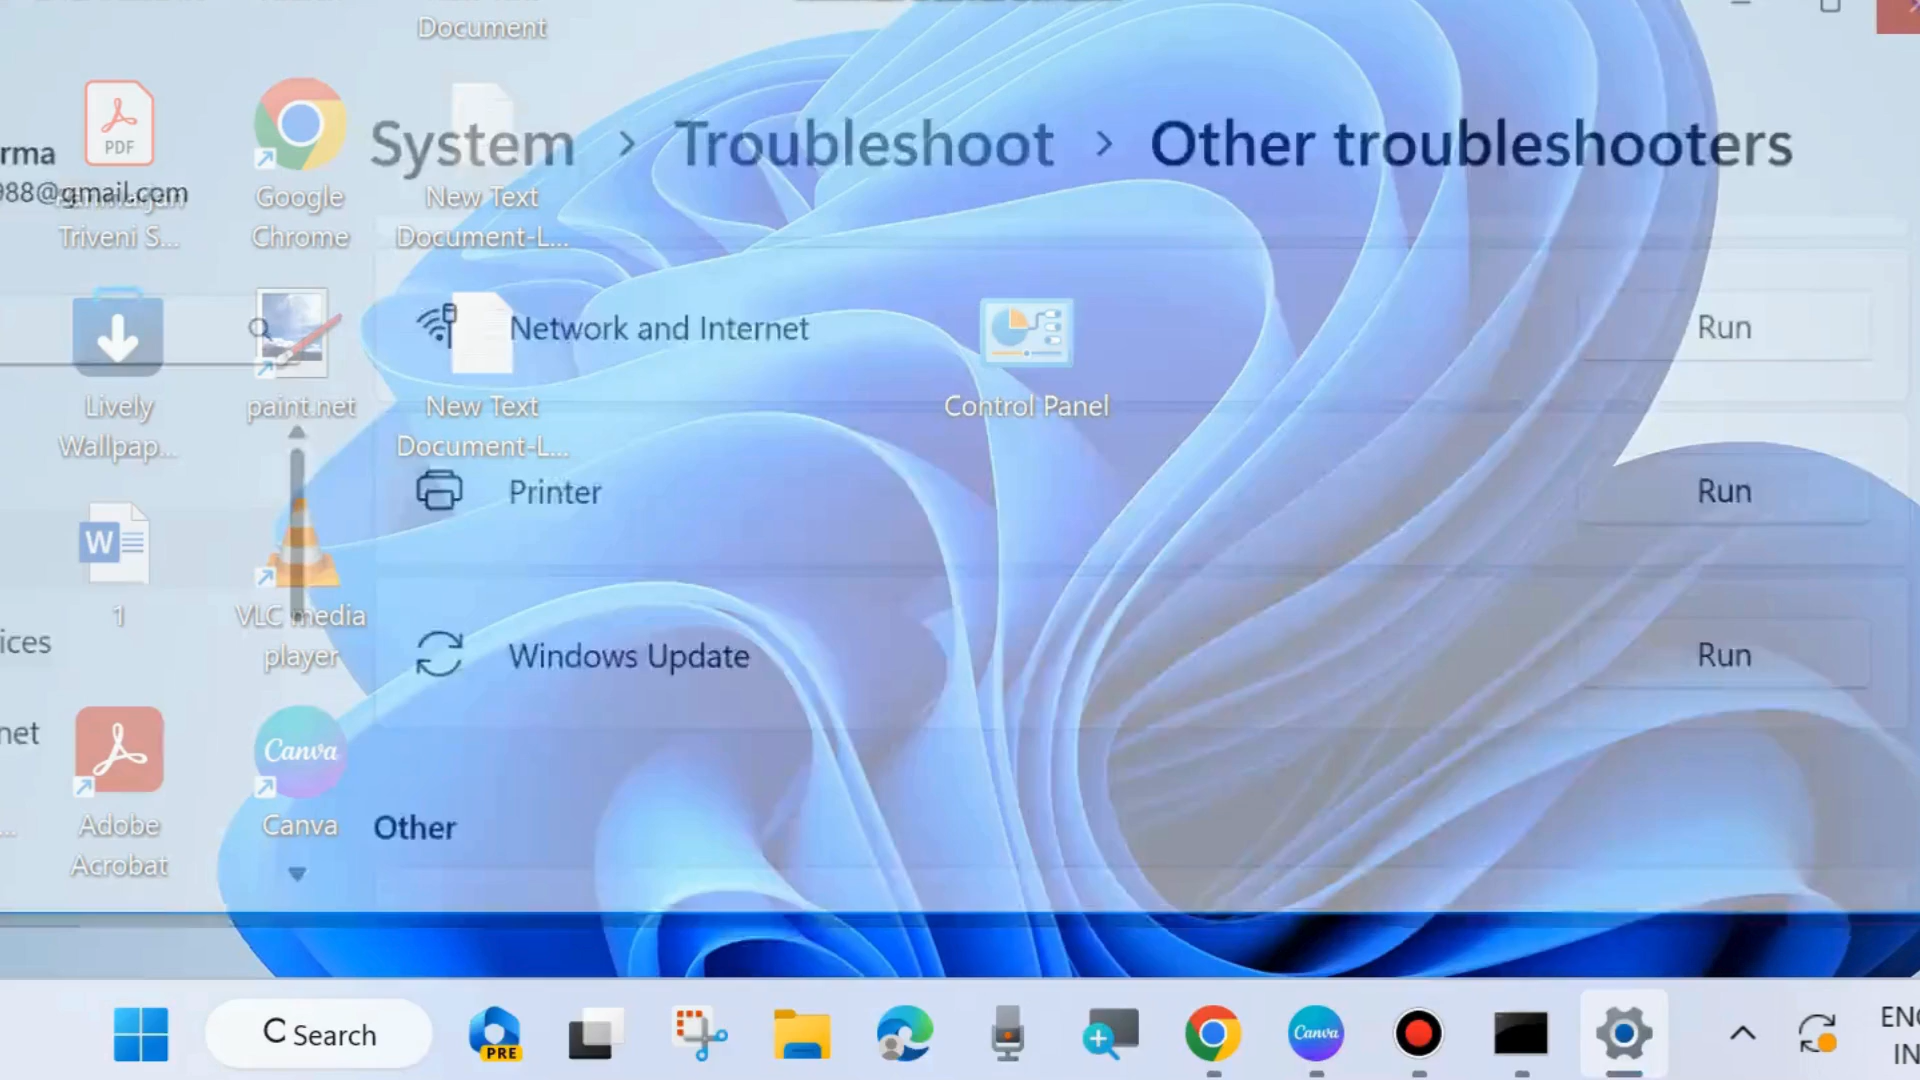 Document
System > Troubleshoot > Other troubleshooters
rma
988@gmail.com
PDF
Triveni S...
Google
Chrome
New Text
Document-L...
Network and Internet
Run
Lively
Wallpap...
paint.net
New Text
Document-L...
Control Panel
Printer
Run
W
1
VLC media
player
ices
Windows Update
Run
net
Canva
Adobe
Acrobat
Canva
Other
...
Search
PRE
Canva
ENG
IN